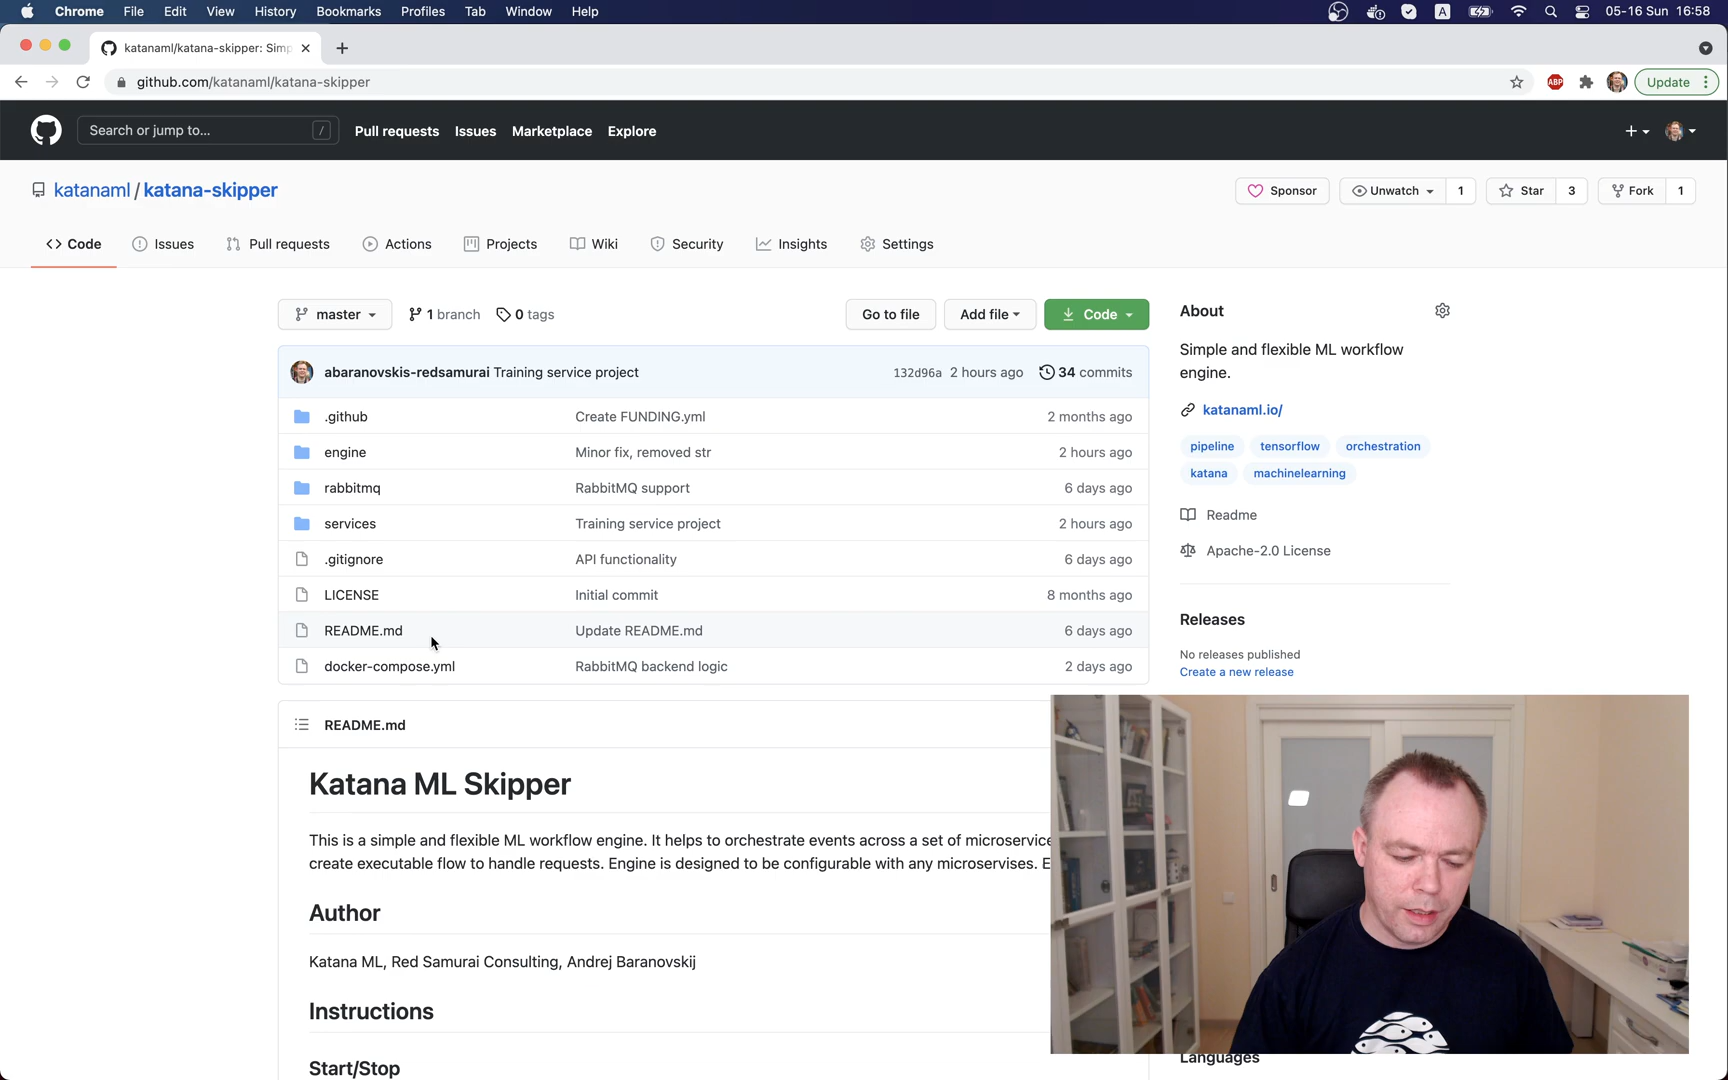 Chrome File Edit View History Bookmarks Profiles Tab Window Help A 05-16 Sun 16:58
katanaml/katana-skipper: Simp
github.com/katanaml/katana-skipper ABP Update
Search or jump to... / Pull requests Issues Marketplace Explore
katanaml / katana-skipper Sponsor Unwatch 1 Star 3 Fork 1
Code Issues Pull requests Actions Projects Wiki Security Insights Settings
master 1 branch 0 tags Go to file Add file Code
abaranovskis-redsamurai Training service project 132d96a 2 hours ago 34 commits
.github Create FUNDING.yml 2 months ago
engine Minor fix, removed str 2 hours ago
rabbitmq RabbitMQ support 6 days ago
services Training service project 2 hours ago
.gitignore API functionality 6 days ago
LICENSE Initial commit 8 months ago
README.md Update README.md 6 days ago
docker-compose.yml RabbitMQ backend logic 2 days ago
About
Simple and flexible ML workflow
engine.
katanaml.io/
pipeline tensorflow orchestration
katana machinelearning
Readme
Apache-2.0 License
Releases
No releases published
Create a new release
README.md
Katana ML Skipper
This is a simple and flexible ML workflow engine. It helps to orchestrate events across a set of microservice
create executable flow to handle requests. Engine is designed to be configurable with any microservises. E
Author
Katana ML, Red Samurai Consulting, Andrej Baranovskij
Instructions
Start/Stop
Languages